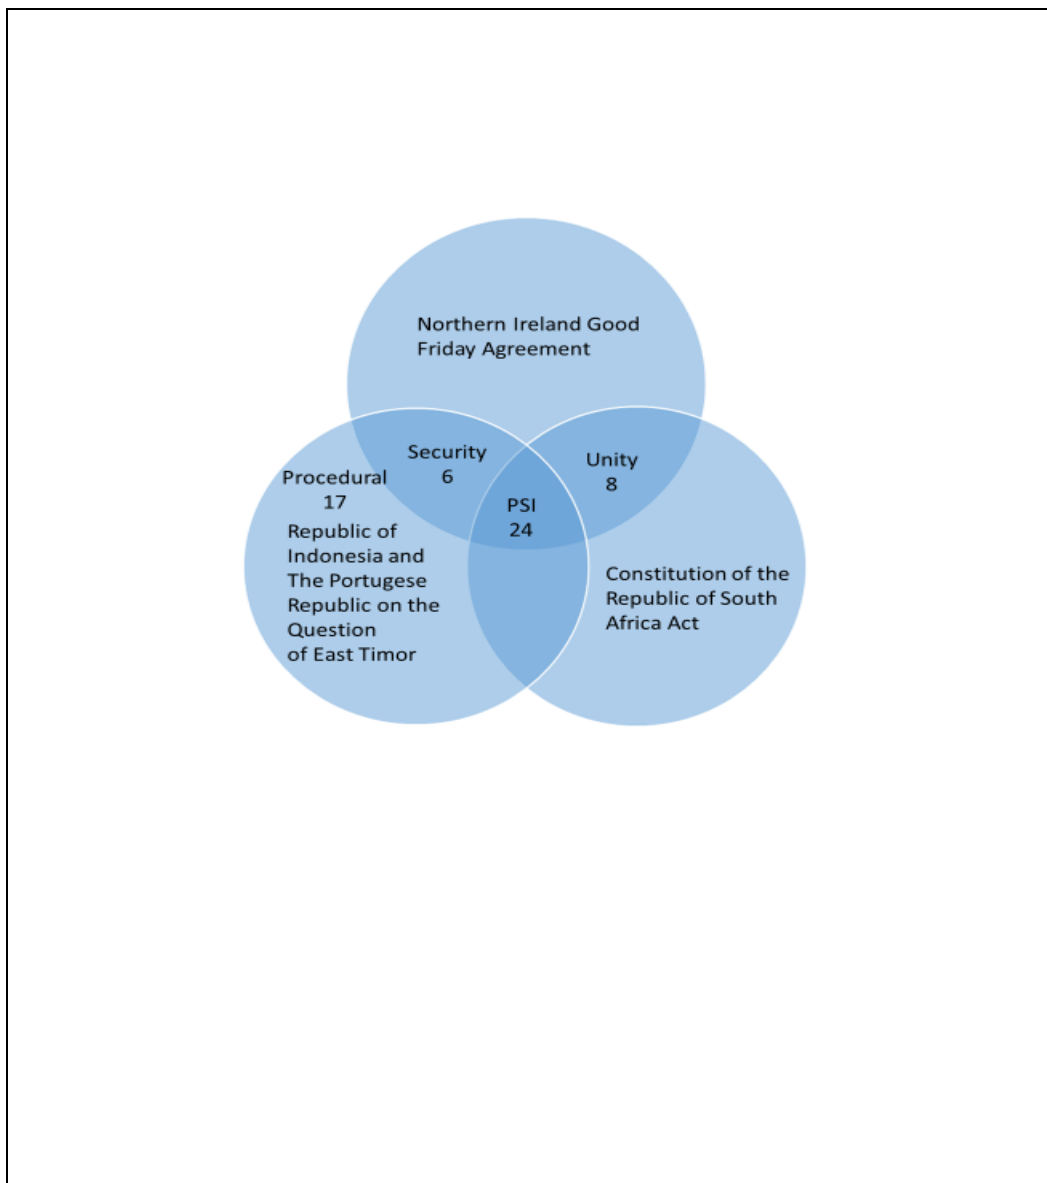 Northern Ireland Good
Friday Agreement
Security
6
Unity
8
Procedural
17
PSI
24
Republic of
Indonesia and
The Portugese
Republic on the
Question
of East Timor
Constitution of the
Republic of South
Africa Act